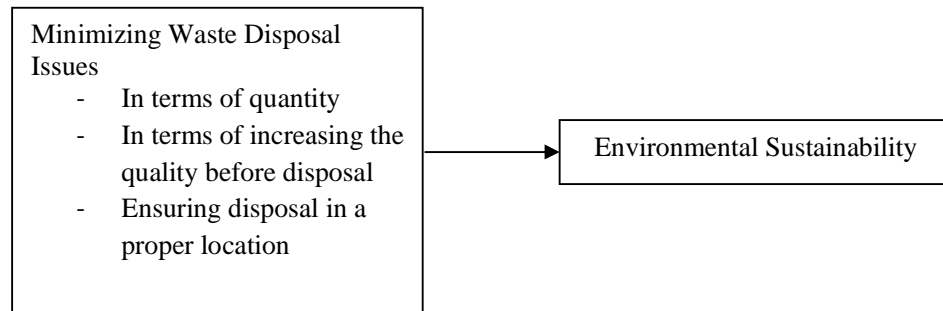 Minimizing Waste Disposal
Issues
- In terms of quantity
- In terms of increasing the
quality before disposal
- Ensuring disposal in a
proper location
Environmental Sustainability